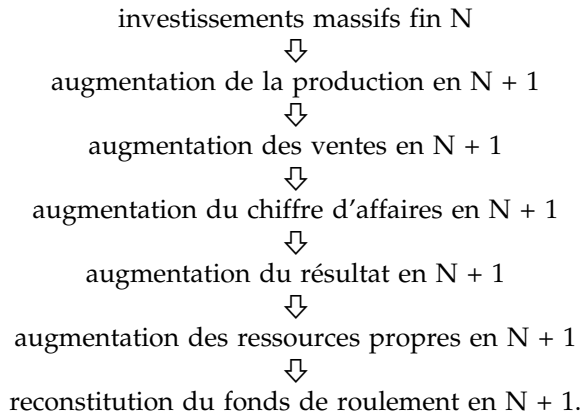 investissements massifs fin N
augmentation de la production en N + 1
augmentation des ventes en N + 1
augmentation du chiffre d'affaires en N + 1
augmentation du résultat en N + 1
augmentation des ressources propres en N + 1
reconstitution du fonds de roulement en N + 1.